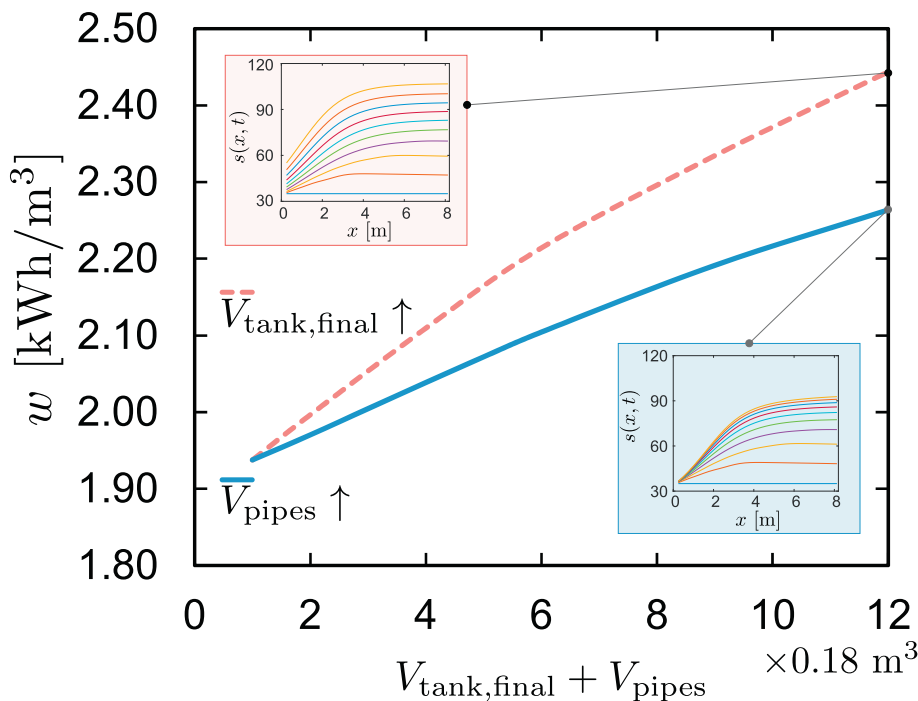 w [kWh/m³]
2.50
2.40
2.30
2.20
2.10
2.00
1.90
1.80
0 2 4 6 8 10 12
×0.18 m³
V_tank,final + V_pipes
V_tank,final ↑
V_pipes ↑
s(x, t)
120
90
60
30
0 2 4 6 8
x [m]
s(x, t)
120
90
60
30
0 2 4 6 8
x [m]